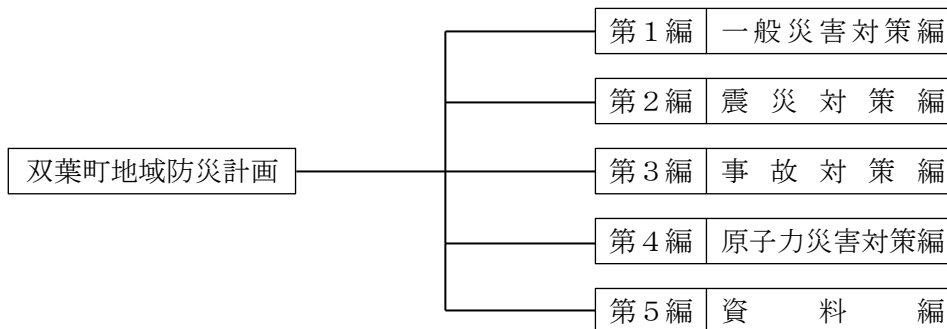 第１編 一般災害対策編
第２編 震災対策編
双葉町地域防災計画 第３編 事故対策編
第４編 原子力災害対策編
第５編 資料編